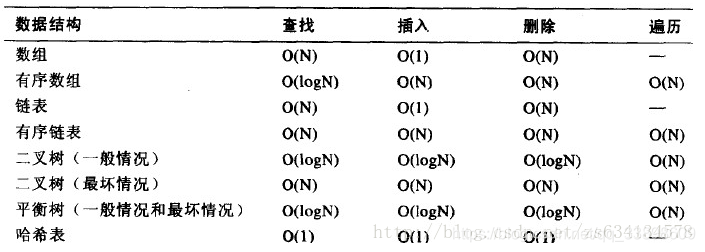 数据结构 查找 插入 删除 遍历
数组 O(N) O(1) O(N) —
有序数组 O(logN) O(N) O(N) O(N)
链表 O(N) O(1) O(N) —
有序链表 O(N) O(N) O(N) O(N)
二叉树（一般情况） O(logN) O(logN) O(logN) O(N)
二叉树（最坏情况） O(N) O(N) O(N) O(N)
平衡树（一般情况和最坏情况） O(logN) O(logN) O(logN) O(N)
哈希表 O(1) O(1) O(1) —